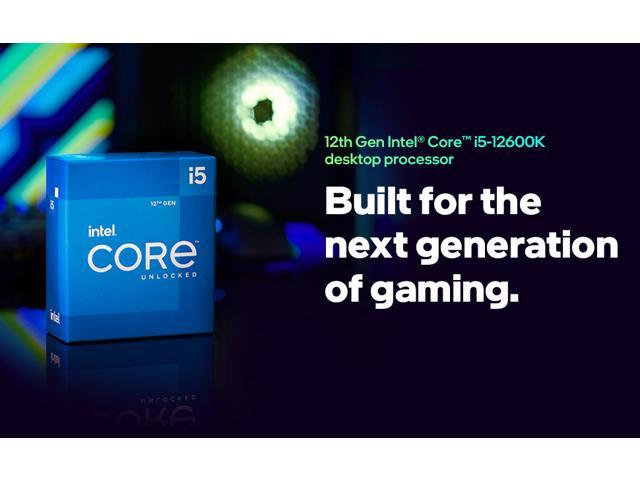 12th Gen Intel® Core™ i5-12600K
desktop processor
Built for the
next generation
of gaming.
i5
12TH GEN
i5
intel.
CORE™
UNLOCKED
intel.